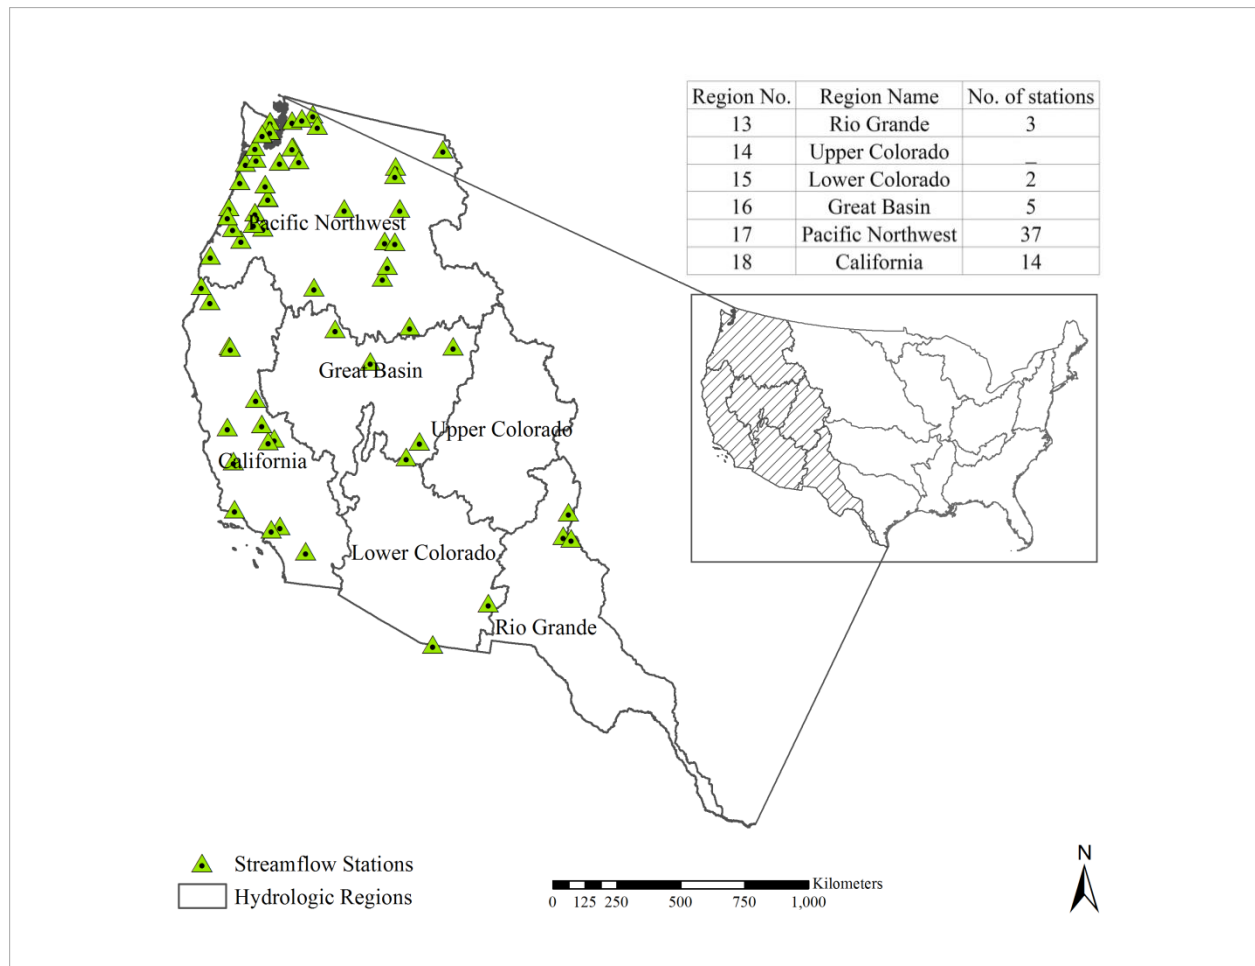 Region No. Region Name No. of stations
13 Rio Grande 3
14 Upper Colorado _
15 Lower Colorado 2
16 Great Basin 5
17 Pacific Northwest 37
18 California 14
Pacific Northwest
Great Basin
Upper Colorado
California
Lower Colorado
Rio Grande
Streamflow Stations
Hydrologic Regions
Kilometers
0 125 250 500 750 1,000
N